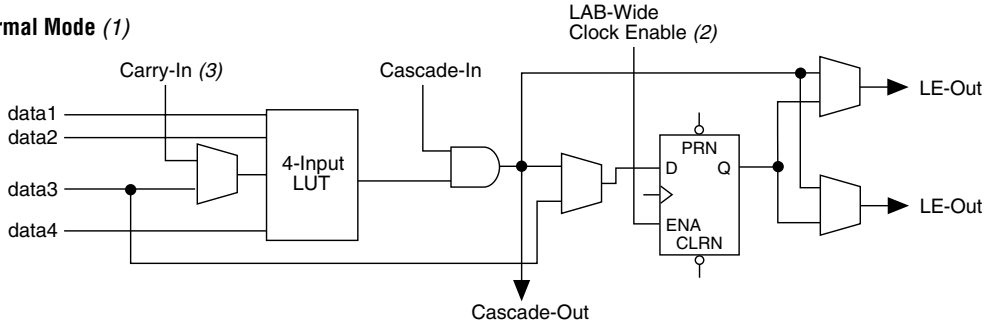 Normal Mode (1)
LAB-Wide
Clock Enable (2)
Carry-In (3)
Cascade-In
data1
data2
data3
data4
4-Input
LUT
PRN
D
Q
ENA
CLRN
LE-Out
LE-Out
Cascade-Out